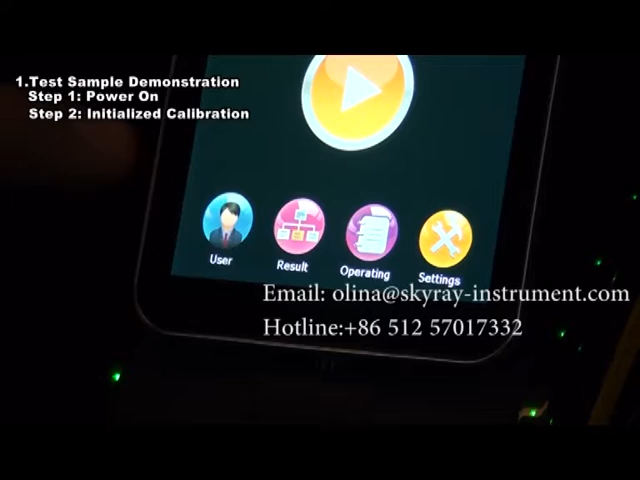 1.Test Sample Demonstration
Step 1: Power On
Step 2: Initialized Calibration
User
Result
Operating
Settings
Email: olina@skyray-instrument.com
Hotline:+86 512 57017332